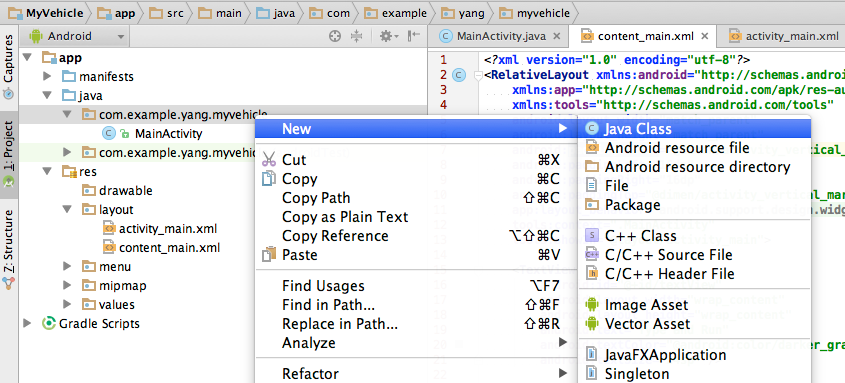 MyVehicle app src main java com example yang myvehicle
Android
MainActivity.java content_main.xml activity_main.xml
Captures
1: Project
Z: Structure
app
manifests
java
com.example.yang.myvehicle
MainActivity
com.example.yang.myvehic
res
drawable
layout
activity_main.xml
content_main.xml
menu
mipmap
values
Gradle Scripts
1 <?xml version="1.0" encoding="utf-8"?>
2 <RelativeLayout xmlns:android="http://schemas.android
3 xmlns:app="http://schemas.android.com/apk/res-au
4 xmlns:tools="http://schemas.android.com/tools"
New
Cut ⌘X
Copy ⌘C
Copy Path ⇧⌘C
Copy as Plain Text
Copy Reference ⌥⇧⌘C
Paste ⌘V
Find Usages ⌥F7
Find in Path... ⇧⌘F
Replace in Path... ⇧⌘R
Analyze
Refactor
Java Class
Android resource file
Android resource directory
File
Package
C++ Class
C/C++ Source File
C/C++ Header File
Image Asset
Vector Asset
JavaFXApplication
Singleton
tical_
al_mar
n.widg
er_gra